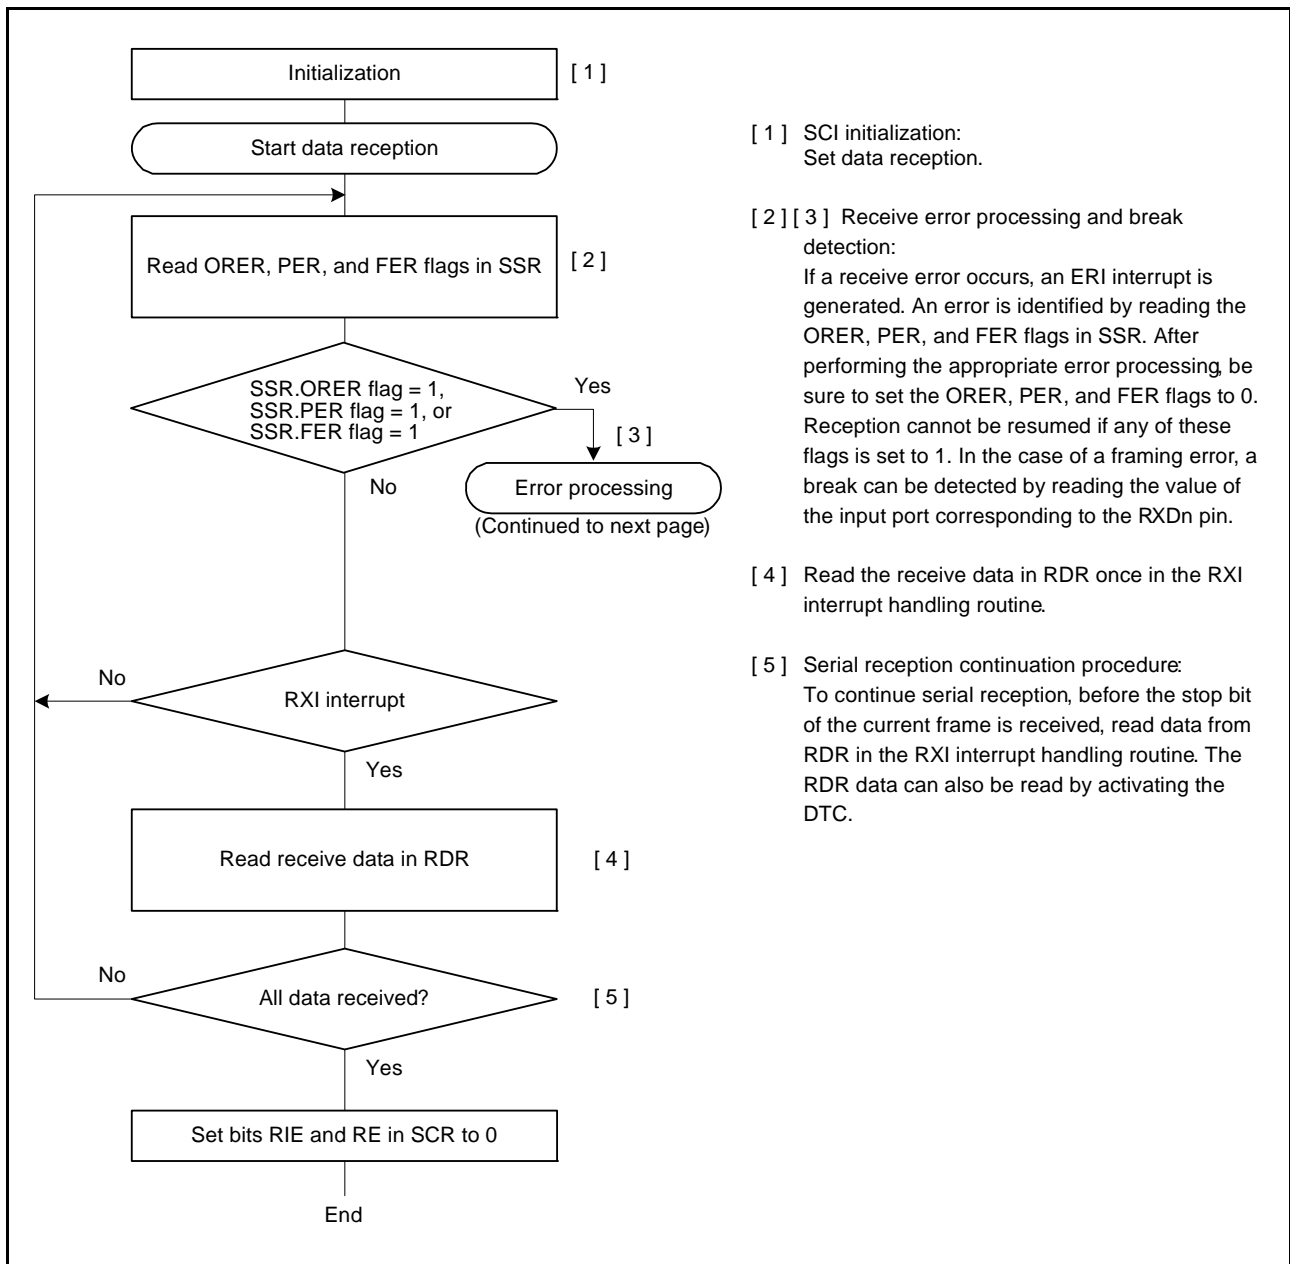 Initialization
[ 1 ]
Start data reception
Read ORER, PER, and FER flags in SSR
[ 2 ]
SSR.ORER flag = 1,
SSR.PER flag = 1, or
SSR.FER flag = 1
Yes
[ 3 ]
No
Error processing
(Continued to next page)
No
RXI interrupt
Yes
Read receive data in RDR
[ 4 ]
No
All data received?
[ 5 ]
Yes
Set bits RIE and RE in SCR to 0
End
[ 1 ] SCI initialization:
Set data reception.
[ 2 ] [ 3 ] Receive error processing and break
detection:
If a receive error occurs, an ERI interrupt is
generated. An error is identified by reading the
ORER, PER, and FER flags in SSR. After
performing the appropriate error processing, be
sure to set the ORER, PER, and FER flags to 0.
Reception cannot be resumed if any of these
flags is set to 1. In the case of a framing error, a
break can be detected by reading the value of
the input port corresponding to the RXDn pin.
[ 4 ] Read the receive data in RDR once in the RXI
interrupt handling routine.
[ 5 ] Serial reception continuation procedure:
To continue serial reception, before the stop bit
of the current frame is received, read data from
RDR in the RXI interrupt handling routine. The
RDR data can also be read by activating the
DTC.